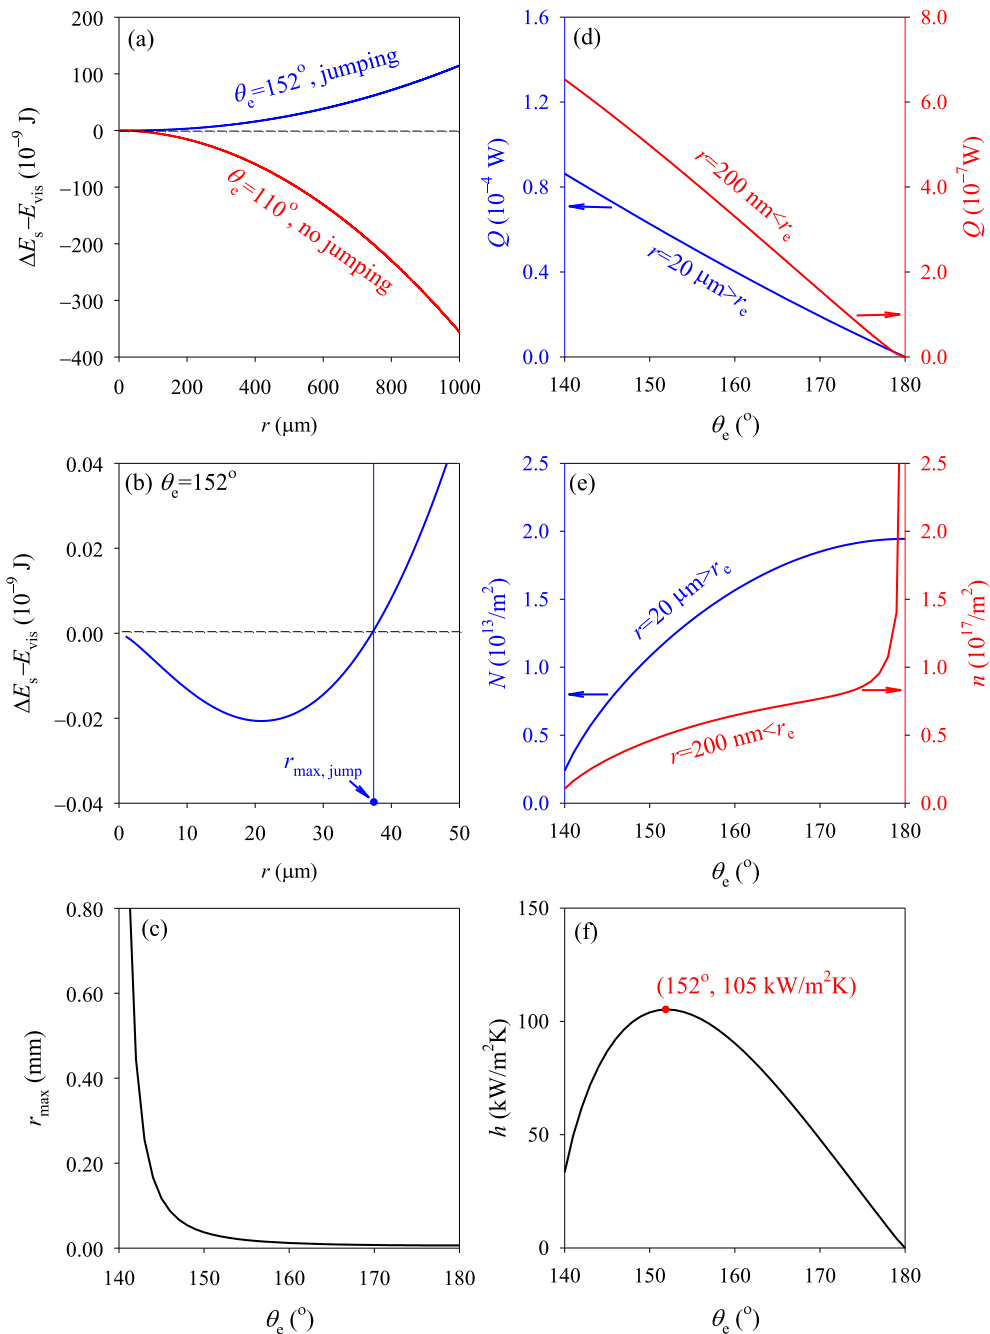 (a)
200
100
0
−100
−200
−300
−400
ΔEs−Evis (10⁻⁹ J)
θe=152°, jumping
θe=110°, no jumping
0 200 400 600 800 1000
r (μm)
(d)
1.6
1.2
0.8
0.4
0.0
Q (10⁻⁴ W)
8.0
6.0
4.0
2.0
0.0
Q (10⁻⁷W)
r=200 nm<re
r=20 μm>re
140 150 160 170 180
θe (°)
(b) θe=152°
0.04
0.02
0.00
−0.02
−0.04
ΔEs−Evis (10⁻⁹ J)
rmax, jump
0 10 20 30 40 50
r (μm)
(e)
2.5
2.0
1.5
1.0
0.5
0.0
N (10¹³/m²)
2.5
2.0
1.5
1.0
0.5
0.0
n (10¹⁷/m²)
r=20 μm>re
r=200 nm<re
140 150 160 170 180
θe (°)
(c)
0.80
0.60
0.40
0.20
0.00
rmax (mm)
140 150 160 170 180
θe (°)
(f)
150
100
50
0
h (kW/m²K)
(152°, 105 kW/m²K)
140 150 160 170 180
θe (°)